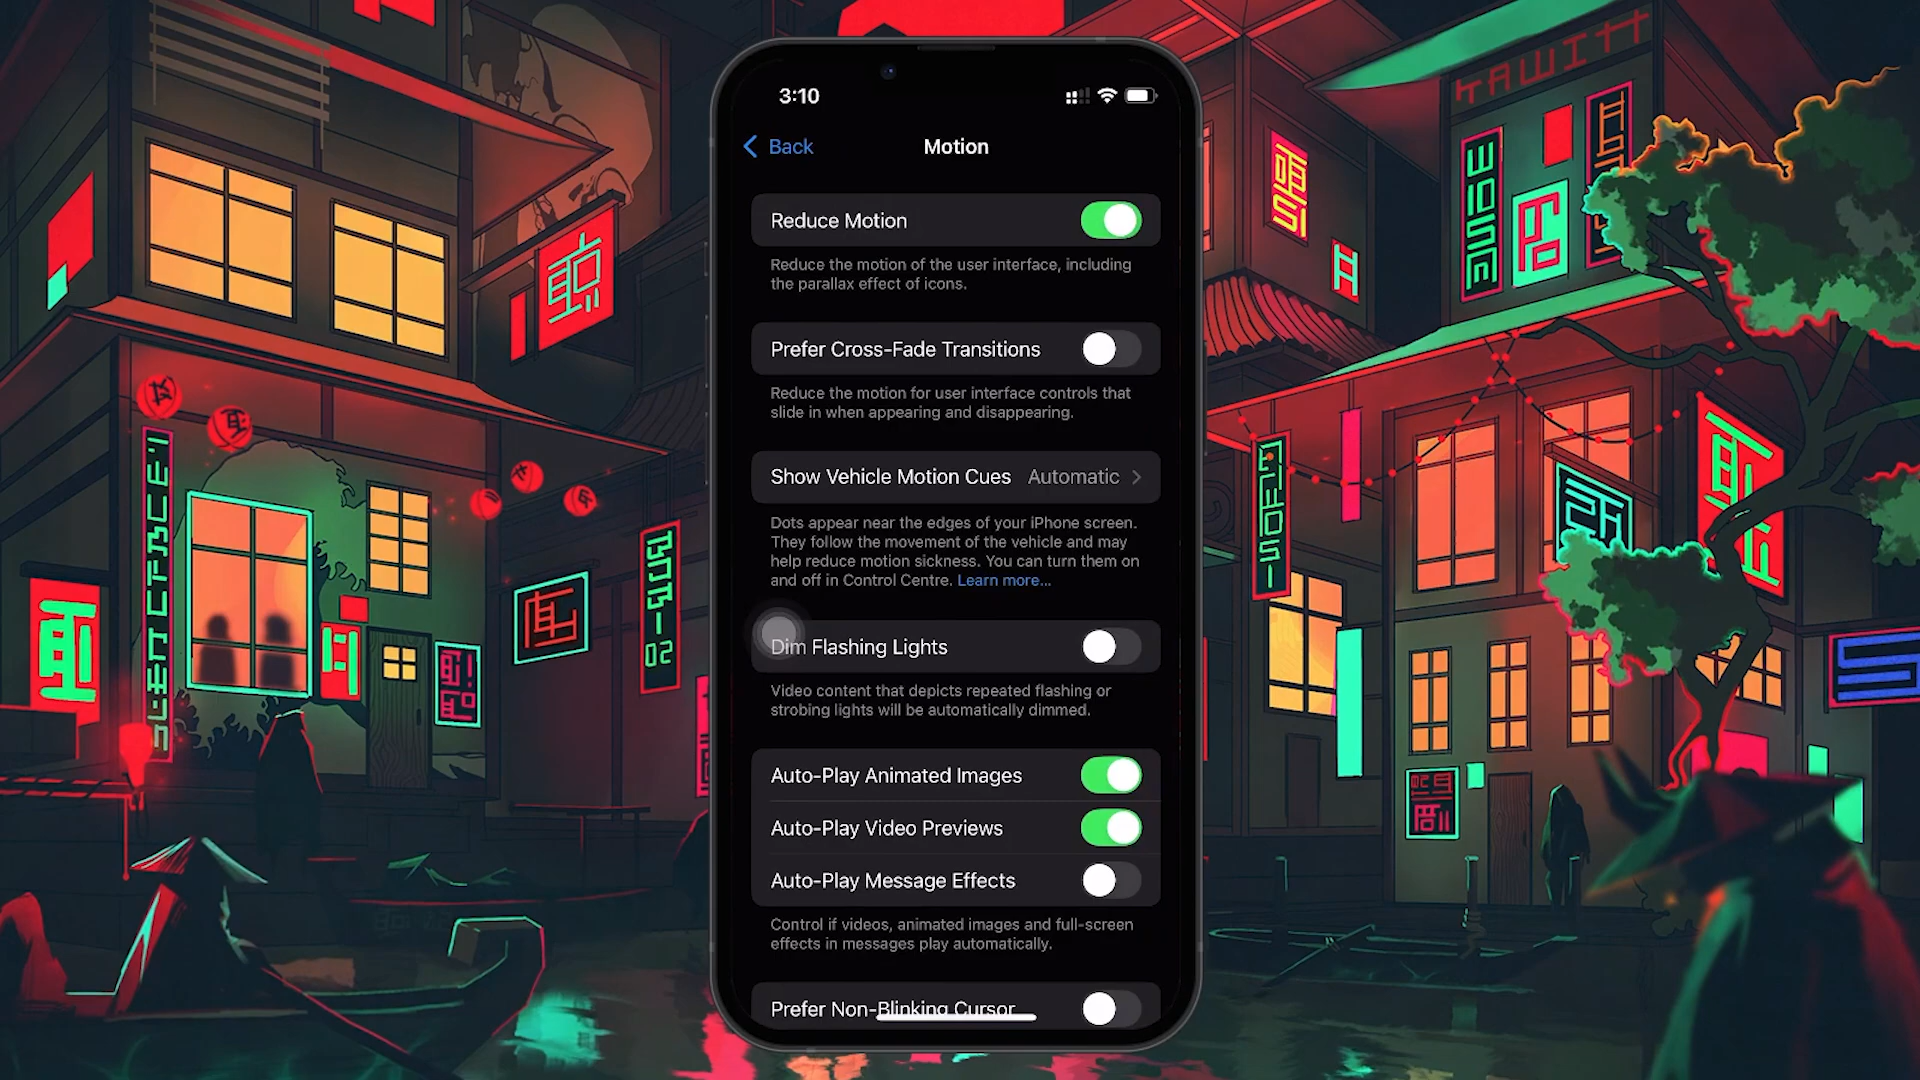 3:10
Back
Motion
Reduce Motion
Reduce the motion of the user interface, including
the parallax effect of icons.
Prefer Cross-Fade Transitions
Reduce the motion for user interface controls that
slide in when appearing and disappearing.
Show Vehicle Motion Cues Automatic
Dots appear near the edges of your iPhone screen.
They follow the movement of the vehicle and may
help reduce motion sickness. You can turn them on
and off in Control Centre. Learn more...
Dim Flashing Lights
Video content that depicts repeated flashing or
strobing lights will be automatically dimmed.
Auto-Play Animated Images
Auto-Play Video Previews
Auto-Play Message Effects
Control if videos, animated images and full-screen
effects in messages play automatically.
Prefer Non-Blinking Cursor